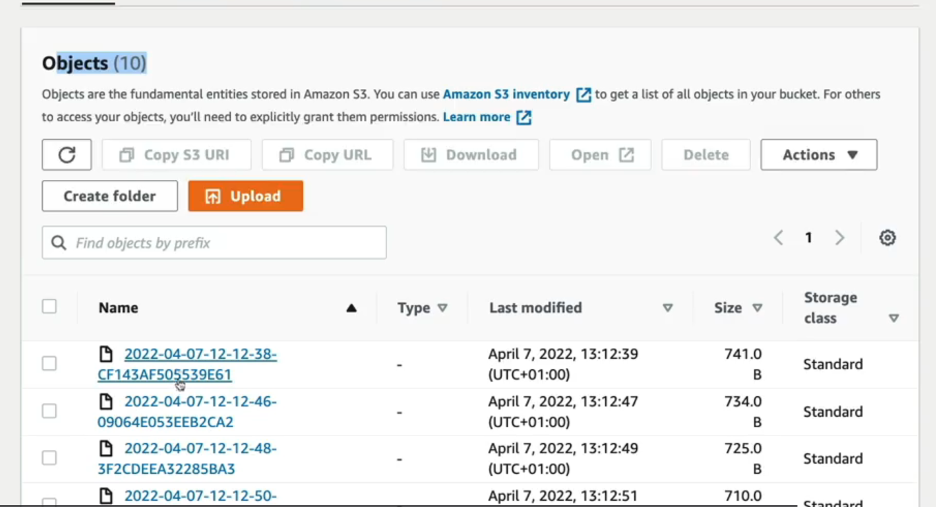 Objects (10)
Objects are the fundamental entities stored in Amazon S3. You can use Amazon S3 inventory to get a list of all objects in your bucket. For others
to access your objects, you'll need to explicitly grant them permissions. Learn more
Copy S3 URI Copy URL Download Open Delete Actions
Create folder Upload
Find objects by prefix 1
Name Type Last modified Size Storage
class
2022-04-07-12-12-38- April 7, 2022, 13:12:39 741.0
CF143AF505539E61 - (UTC+01:00) B Standard
2022-04-07-12-12-46- April 7, 2022, 13:12:47 734.0
09064E053EEB2CA2 - (UTC+01:00) B Standard
2022-04-07-12-12-48- April 7, 2022, 13:12:49 725.0
3F2CDEEA32285BA3 - (UTC+01:00) B Standard
2022-04-07-12-12-50- April 7, 2022, 13:12:51 710.0
Standard